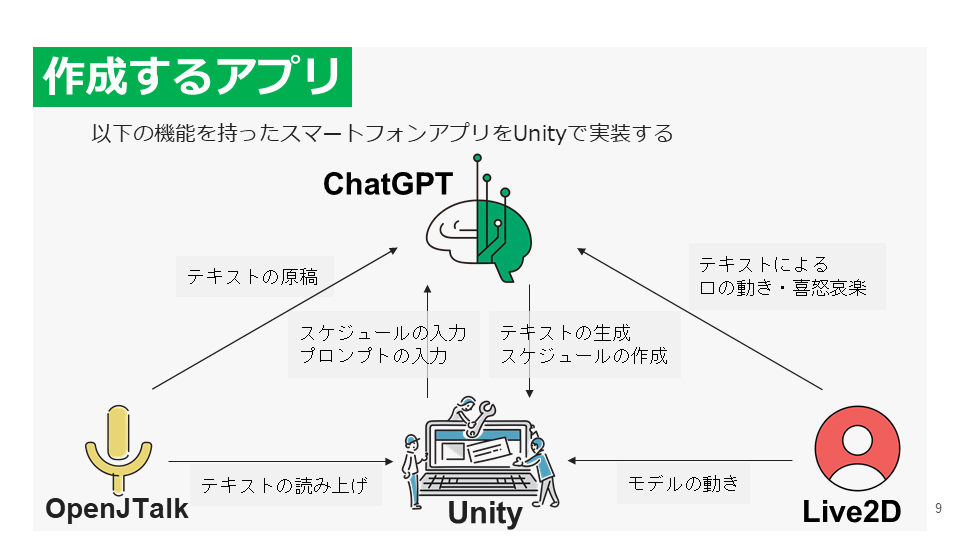 作成するアプリ
以下の機能を持ったスマートフォンアプリをUnityで実装する
ChatGPT
テキストの原稿
テキストによる
口の動き・喜怒哀楽
スケジュールの入力
プロンプトの入力
テキストの生成
スケジュールの作成
テキストの読み上げ
モデルの動き
OpenJTalk
Unity
Live2D
9